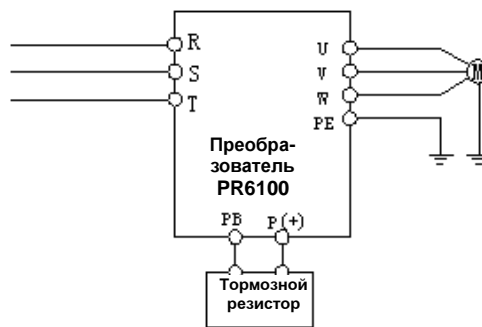 R
U
S
V
M
T
W
PE
Преобра-
зователь
PR6100
PB
P(+)
Тормозной
резистор